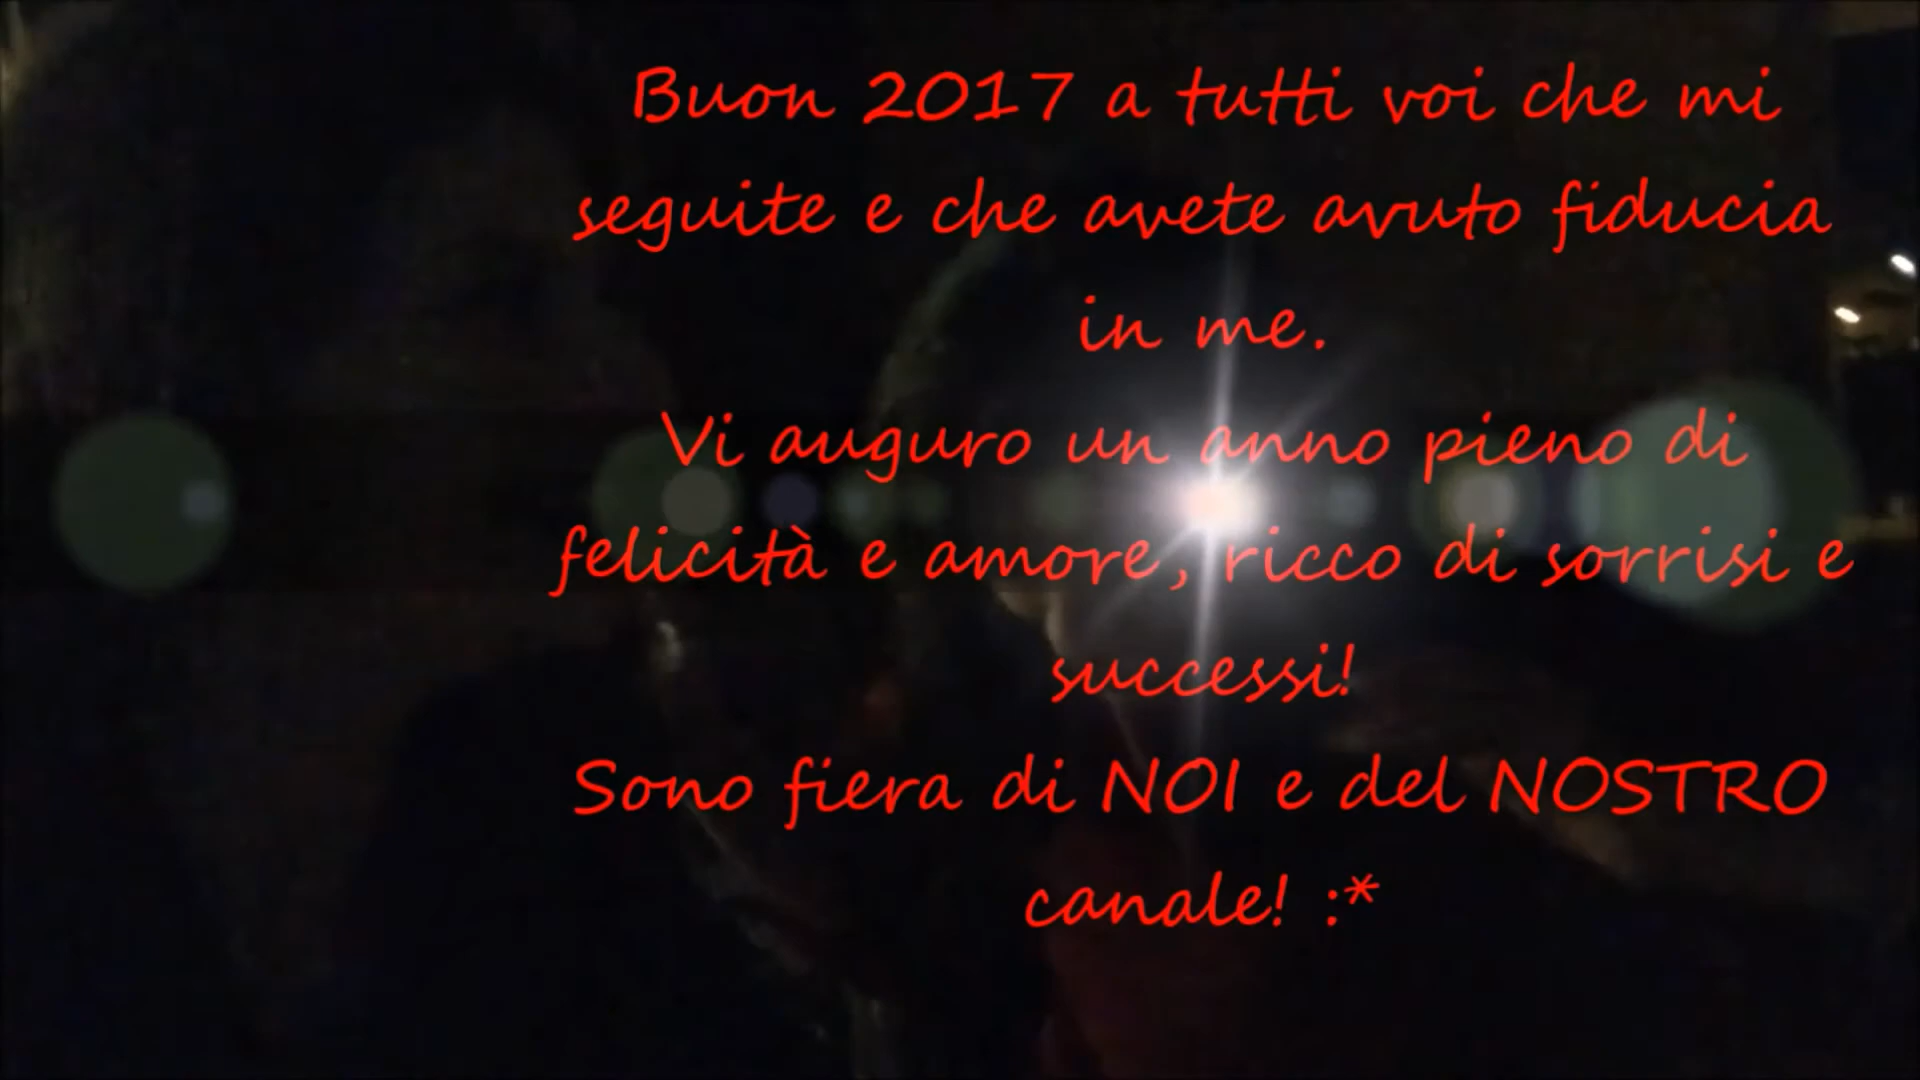 Buon 2017 a tutti voi che mi
seguite e che avete avuto fiducia
in me.
Vi auguro un anno pieno di
felicità e amore, ricco di sorrisi e
successi!
Sono fiera di NOI e del NOSTRO
canale! :*